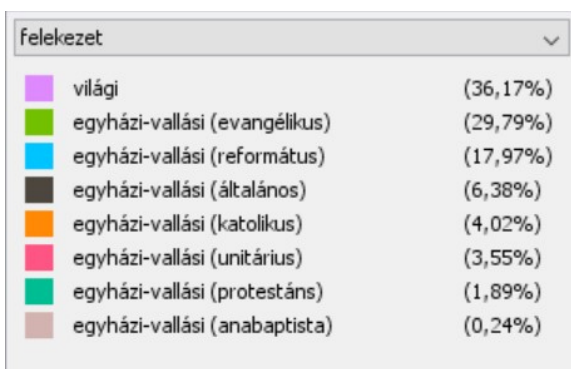 felekezet
világi (36,17%)
egyházi-vallási (evangélikus) (29,79%)
egyházi-vallási (református) (17,97%)
egyházi-vallási (általános) (6,38%)
egyházi-vallási (katolikus) (4,02%)
egyházi-vallási (unitárius) (3,55%)
egyházi-vallási (protestáns) (1,89%)
egyházi-vallási (anabaptista) (0,24%)